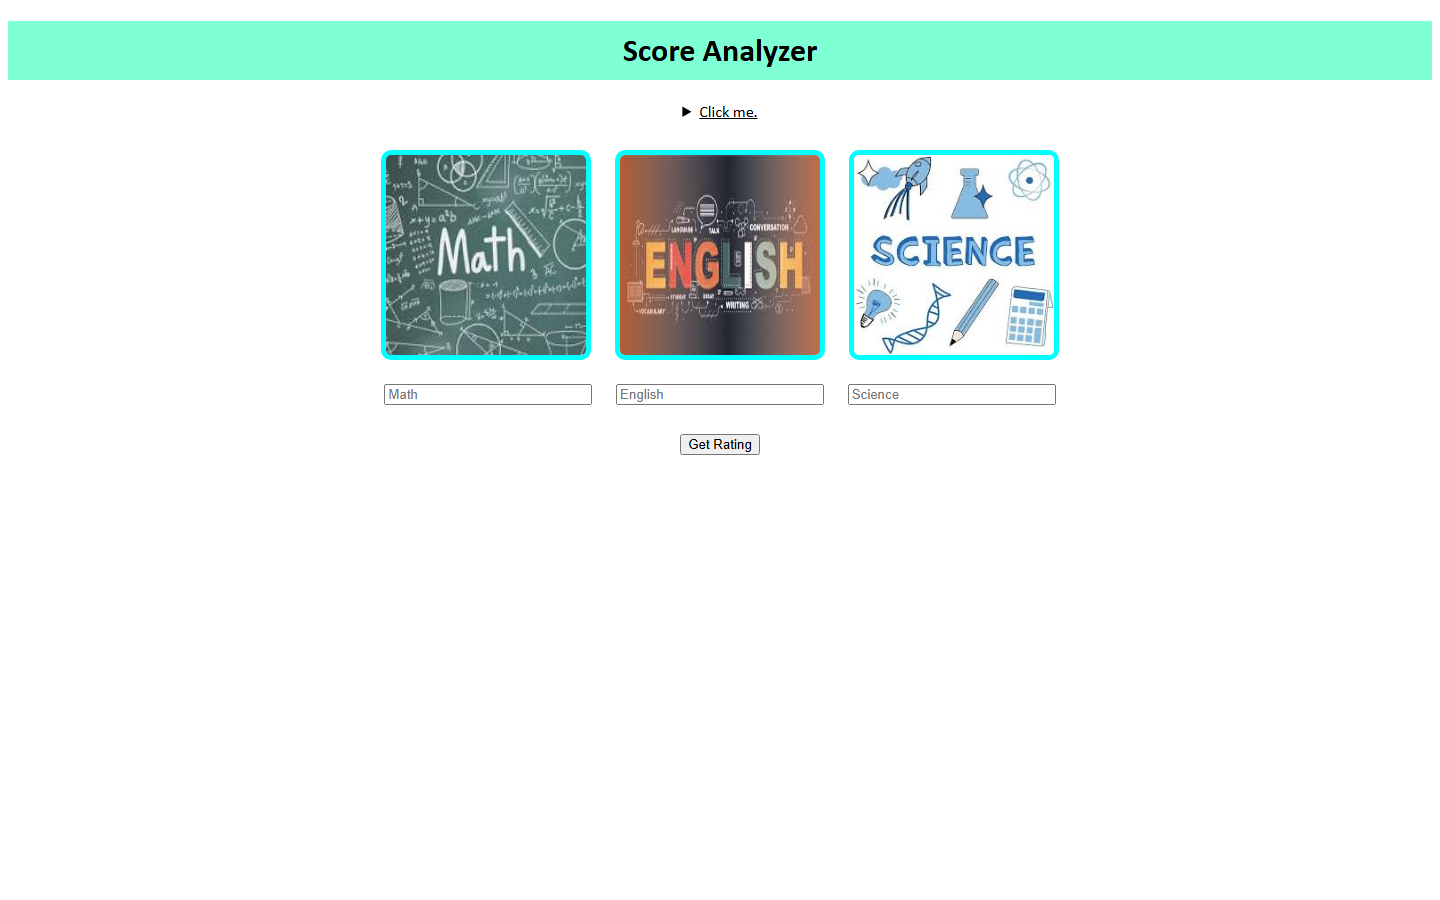 Score Analyzer
Click me.
Math
x+y=a²b
LANGUAGE
TALK
CONVERSATION
ENGLISH
STUDENT
ESSAY
WRITING
VOCABULARY
SCIENCE
Math
English
Science
Get Rating